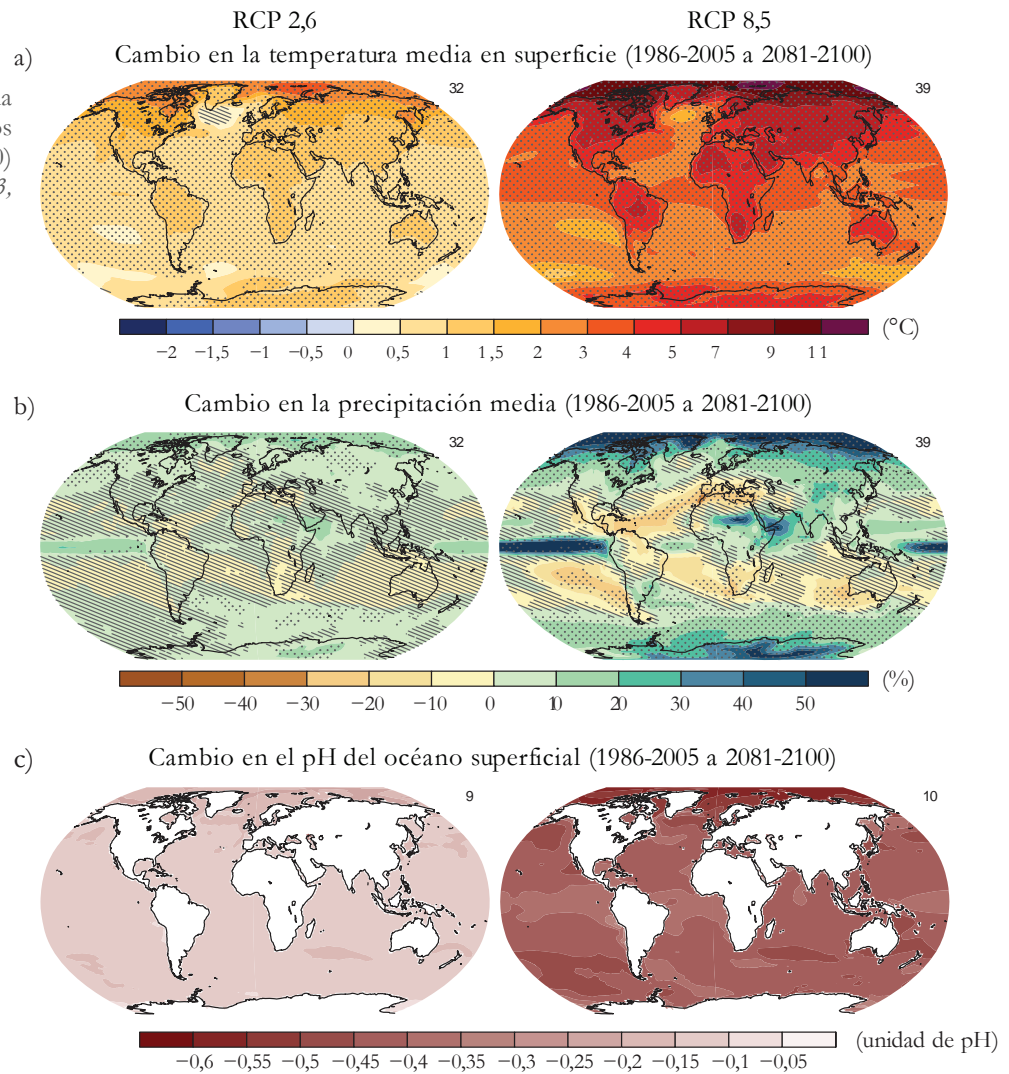 RCP 2,6
RCP 8,5
a)
Cambio en la temperatura media en superficie (1986-2005 a 2081-2100)
32
39
la
os
0)
3,
(°C)
−2 −1,5 −1 −0,5 0 0,5 1 1,5 2 3 4 5 7 9 11
b)
Cambio en la precipitación media (1986-2005 a 2081-2100)
32
39
(%)
−50 −40 −30 −20 −10 0 10 20 30 40 50
c)
Cambio en el pH del océano superficial (1986-2005 a 2081-2100)
9
10
(unidad de pH)
−0,6 −0,55 −0,5 −0,45 −0,4 −0,35 −0,3 −0,25 −0,2 −0,15 −0,1 −0,05